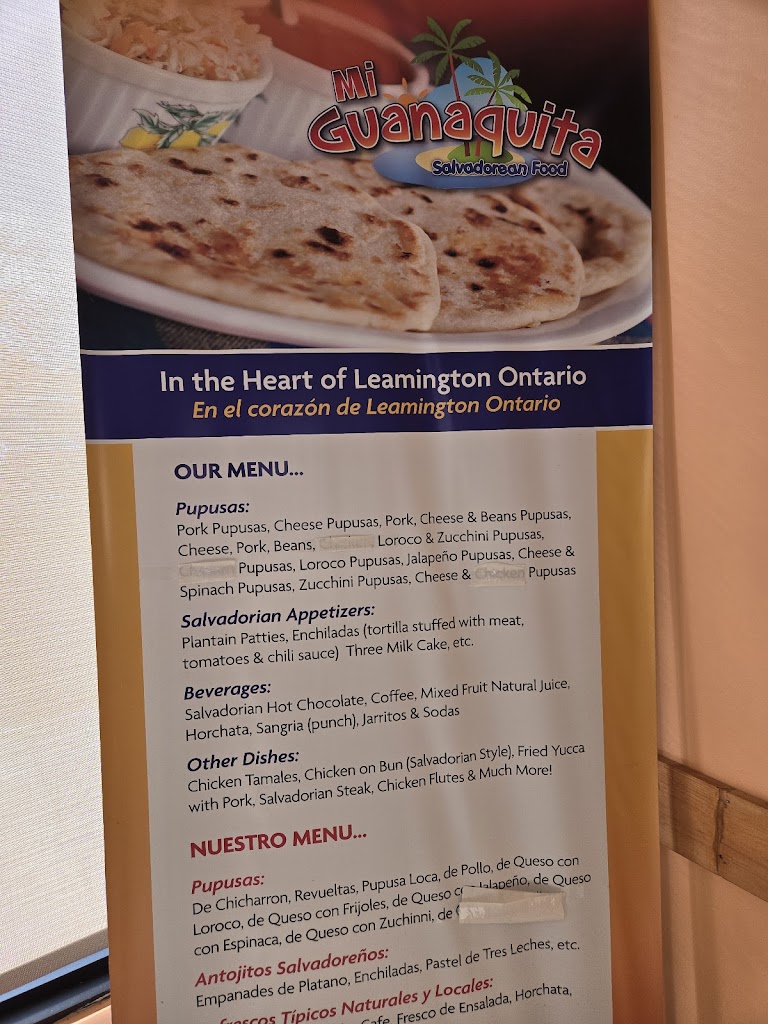 Mi
Guanaquita
Salvadorean Food
In the Heart of Leamington Ontario
En el corazón de Leamington Ontario
OUR MENU...
Pupusas:
Pork Pupusas, Cheese Pupusas, Pork, Cheese & Beans Pupusas,
Cheese, Pork, Beans, Loroco & Zucchini Pupusas,
Chicken Pupusas, Loroco Pupusas, Jalapeño Pupusas, Cheese &
Spinach Pupusas, Zucchini Pupusas, Cheese & Chicken Pupusas
Salvadorian Appetizers:
Plantain Patties, Enchiladas (tortilla stuffed with meat,
tomatoes & chili sauce) Three Milk Cake, etc.
Beverages:
Salvadorian Hot Chocolate, Coffee, Mixed Fruit Natural Juice,
Horchata, Sangria (punch), Jarritos & Sodas
Other Dishes:
Chicken Tamales, Chicken on Bun (Salvadorian Style), Fried Yucca
with Pork, Salvadorian Steak, Chicken Flutes & Much More!
NUESTRO MENU...
Pupusas:
De Chicharron, Revueltas, Pupusa Loca, de Pollo, de Queso con
Loroco, de Queso con Frijoles, de Queso con Jalapeño, de Queso
con Espinaca, de Queso con Zuchinni, de
Antojitos Salvadoreños:
Empanades de Platano, Enchiladas, Pastel de Tres Leches, etc.
frescos Típicos Naturales y Locales:
Cafe, Fresco de Ensalada, Horchata,